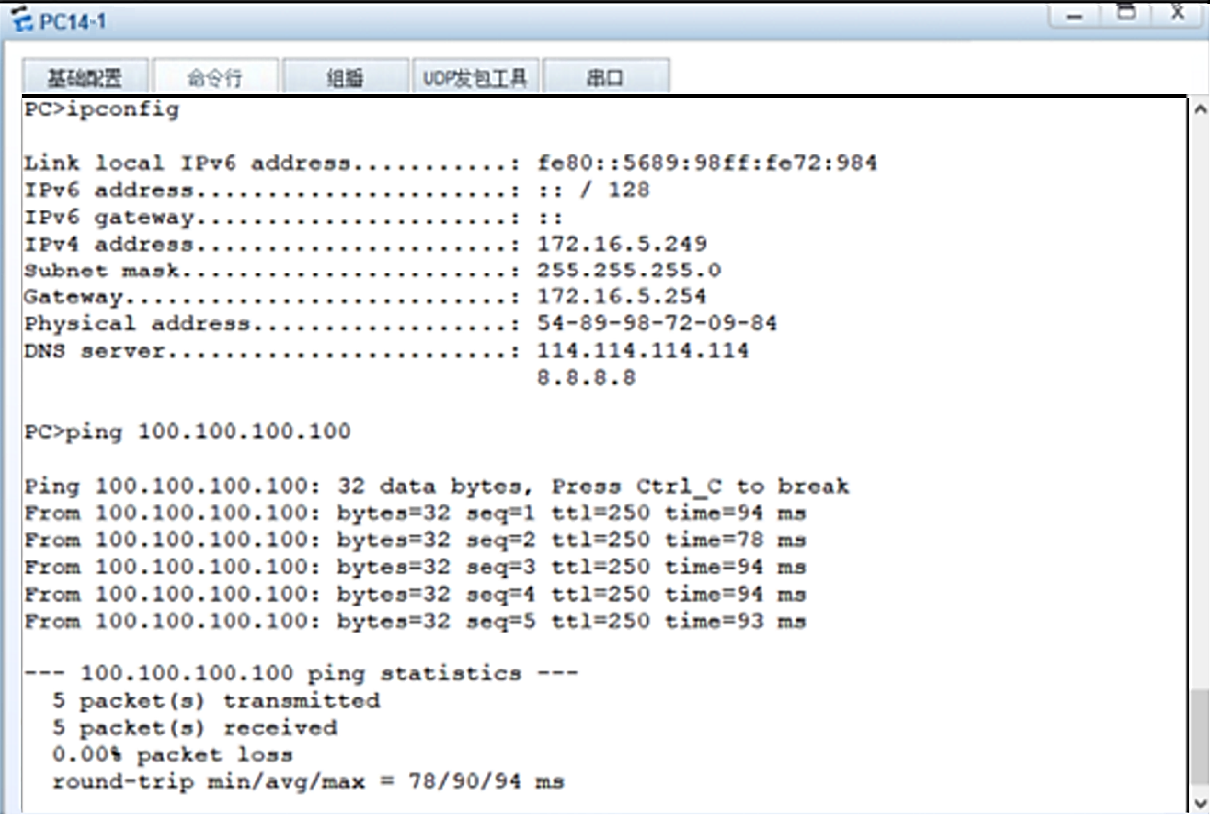 PC14-1
基础配置 命令行 组播 UDP发包工具 串口
PC>ipconfig
Link local IPv6 address...........: fe80::5689:98ff:fe72:984
IPv6 address......................: :: / 128
IPv6 gateway......................: ::
IPv4 address......................: 172.16.5.249
Subnet mask.......................: 255.255.255.0
Gateway...........................: 172.16.5.254
Physical address..................: 54-89-98-72-09-84
DNS server........................: 114.114.114.114
8.8.8.8
PC>ping 100.100.100.100
Ping 100.100.100.100: 32 data bytes, Press Ctrl_C to break
From 100.100.100.100: bytes=32 seq=1 ttl=250 time=94 ms
From 100.100.100.100: bytes=32 seq=2 ttl=250 time=78 ms
From 100.100.100.100: bytes=32 seq=3 ttl=250 time=94 ms
From 100.100.100.100: bytes=32 seq=4 ttl=250 time=94 ms
From 100.100.100.100: bytes=32 seq=5 ttl=250 time=93 ms
--- 100.100.100.100 ping statistics ---
5 packet(s) transmitted
5 packet(s) received
0.00% packet loss
round-trip min/avg/max = 78/90/94 ms